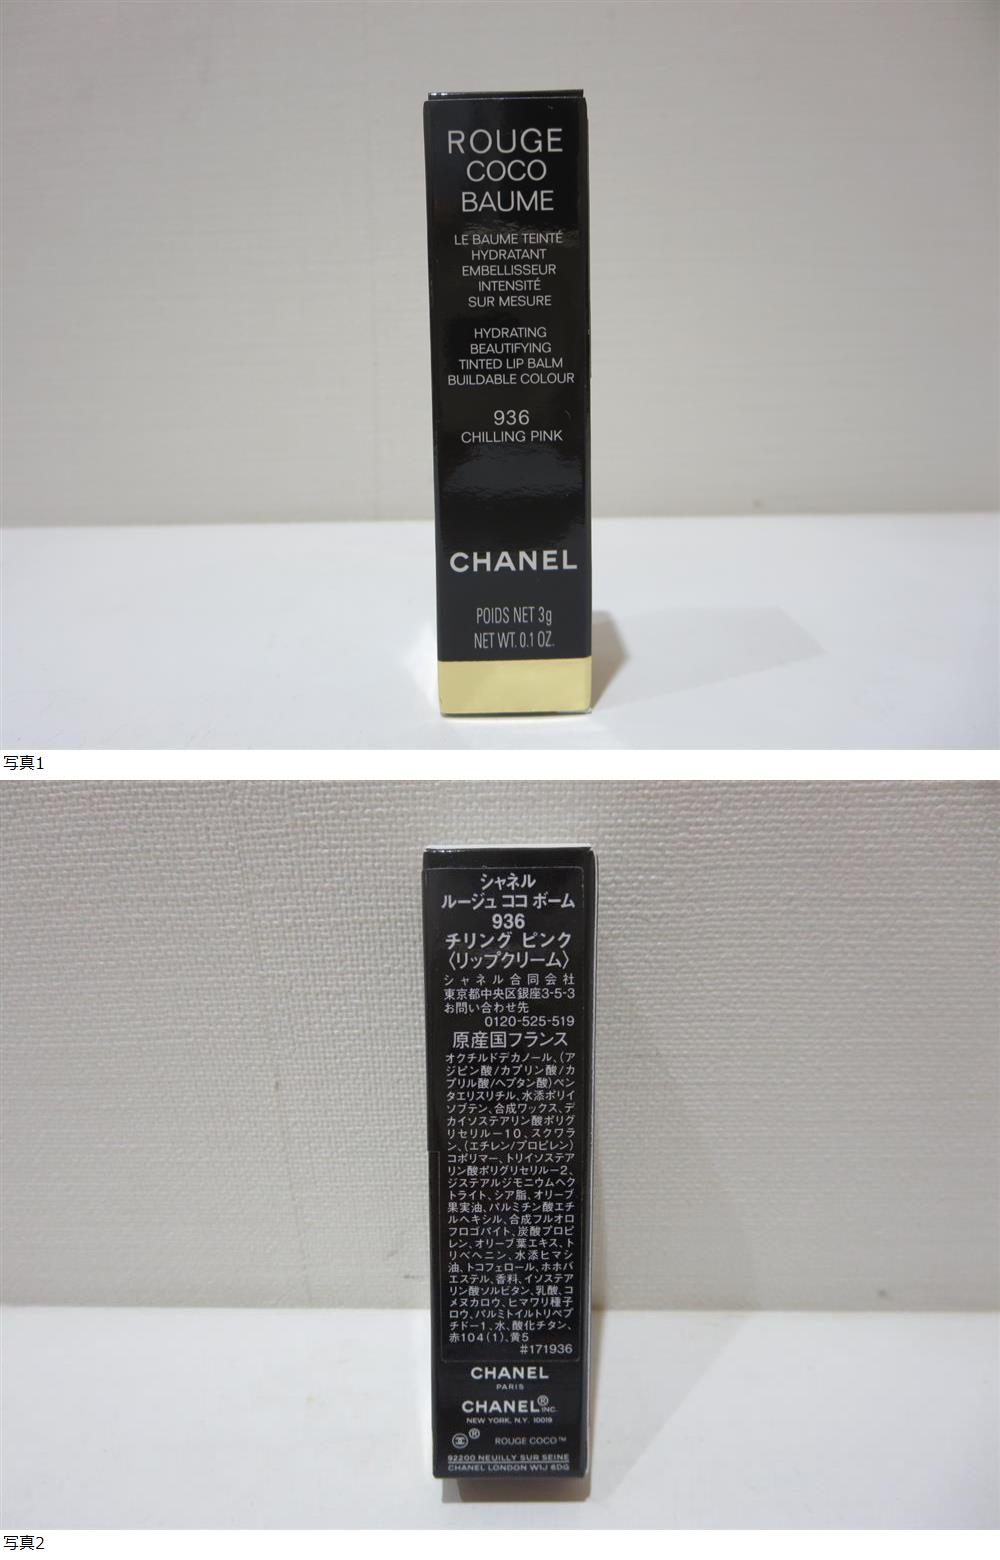 ROUGE
COCO
BAUME
LE BAUME TEINTÉ
HYDRATANT
EMBELLISSEUR
INTENSITÉ
SUR MESURE
HYDRATING
BEAUTIFYING
TINTED LIP BALM
BUILDABLE COLOUR
936
CHILLING PINK
CHANEL
POIDS NET 3g
NET WT. 0.1 OZ.
写真1
シャネル
ルージュ ココ ボーム
936
チリング ピンク
〈リップクリーム〉
シャネル合同会社
東京都中央区銀座3-5-3
お問い合わせ先
0120-525-519
原産国フランス
オクチルドデカノール、(ア
ジピン酸/カプリン酸/カ
プリル酸/ヘプタン酸)ペン
タエリスリチル、水添ポリイ
ソブテン、合成ワックス、デ
カイソステアリン酸ポリグ
リセリル-10、スクワラ
ン、(エチレン/プロピレン)
コポリマー、トリイソステア
リン酸ポリグリセリル-2、
ジステアルジモニウムヘク
トライト、シア脂、オリーブ
果実油、パルミチン酸エチ
ルヘキシル、合成フルオロ
フロゴパイト、炭酸プロピ
レン、オリーブ葉エキス、ト
リベヘニン、水添ヒマシ
油、トコフェロール、ホホバ
エステル、香料、イソステア
リン酸ソルビタン、乳酸、コ
メヌカロウ、ヒマワリ種子
ロウ、パルミトイルトリペプ
チド-1、水、酸化チタン、
赤104(1)、黄5
#171936
CHANEL
PARIS
CHANEL® INC.
NEW YORK, N.Y. 10019
® ROUGE COCO™
92200 NEUILLY SUR SEINE
CHANEL LONDON W1J 6DG
写真2